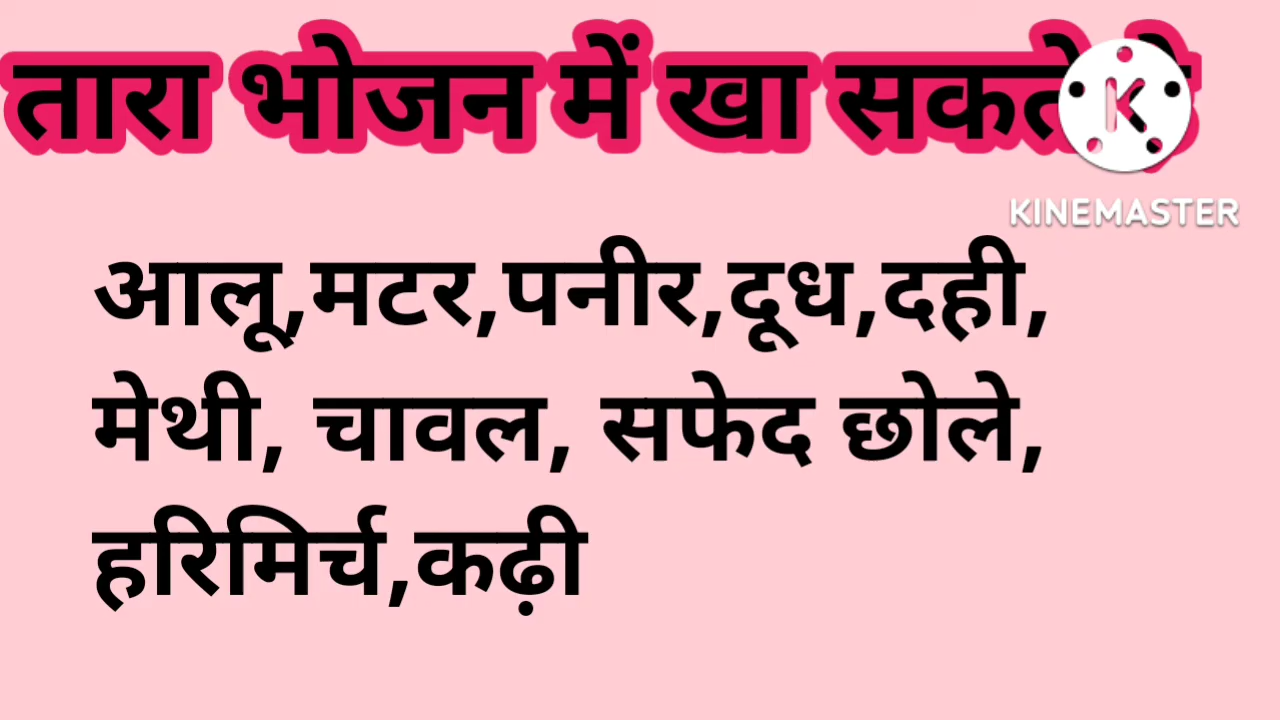 तारा भोजन में खा सकते
KINEMASTER
आलू,मटर,पनीर,दूध,दही,
मेथी, चावल, सफेद छोले,
हरिमिर्च,कढ़ी